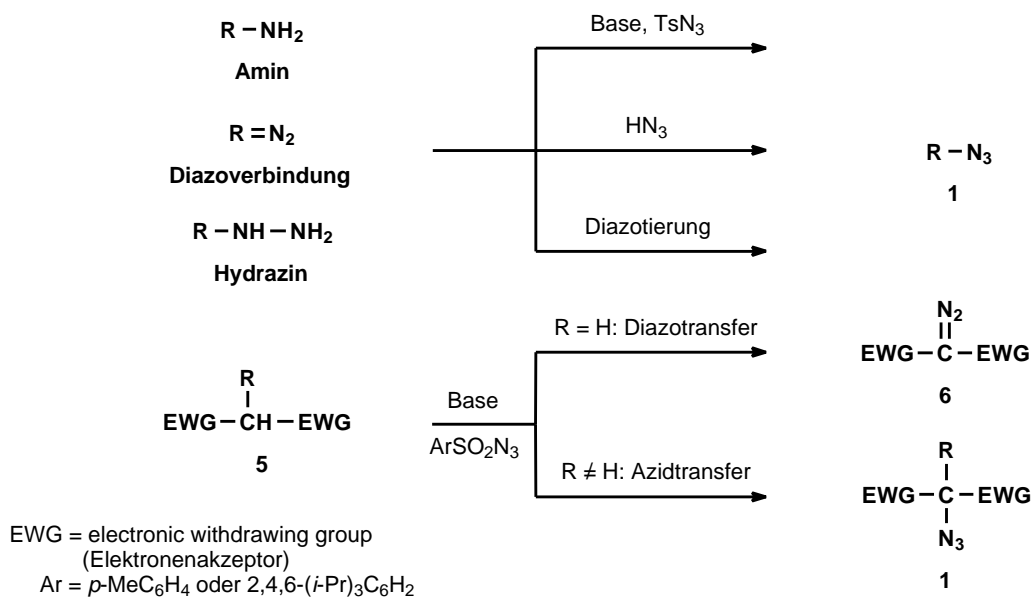 R – NH₂
Amin
Base, TsN₃
R = N₂
Diazoverbindung
HN₃
R – N₃
1
R – NH – NH₂
Hydrazin
Diazotierung
R = H: Diazotransfer
N₂
EWG – C – EWG
6
R
EWG – CH – EWG
5
Base
ArSO₂N₃
R ≠ H: Azidtransfer
R
EWG – C – EWG
N₃
1
EWG = electronic withdrawing group
(Elektronenakzeptor)
Ar = p-MeC₆H₄ oder 2,4,6-(i-Pr)₃C₆H₂